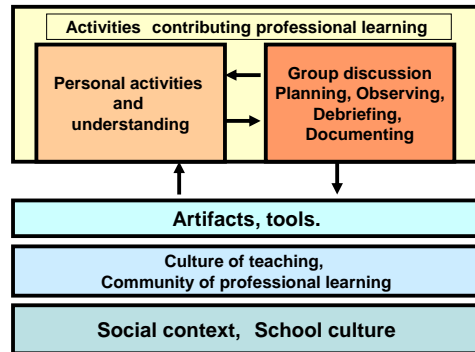 Activities contributing professional learning
Personal activities
and
understanding
Group discussion
Planning, Observing,
Debriefing,
Documenting
Artifacts, tools.
Culture of teaching,
Community of professional learning
Social context, School culture